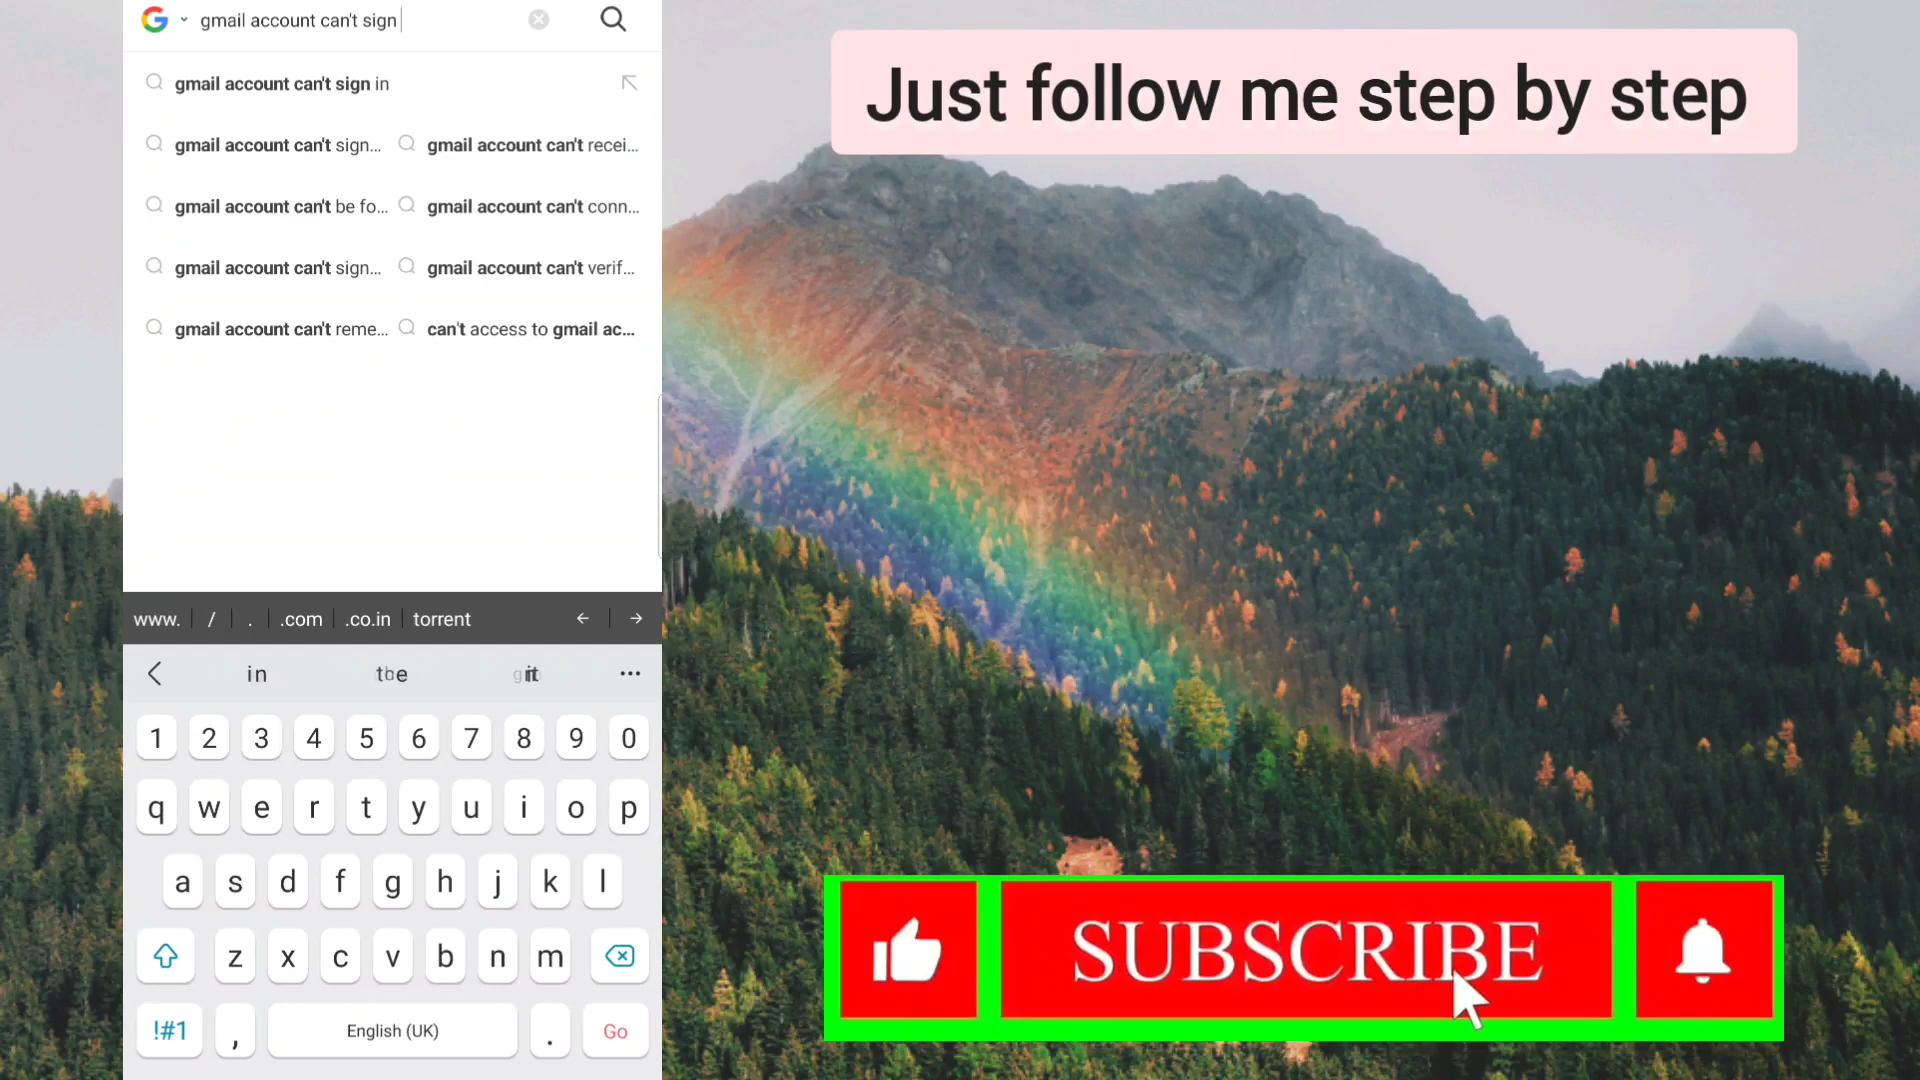 gmail account can't sign
Just follow me step by step
gmail account can't sign in
gmail account can't sign...
gmail account can't recei...
gmail account can't be fo...
gmail account can't conn...
gmail account can't sign...
gmail account can't verif...
gmail account can't reme...
can't access to gmail ac...
www. / . .com .co.in torrent
in
1 2 3 4 5 6 7 8 9 0
q w e r t y u i o p
a s d f g h j k l
z x c v b n m
!#1 , English (UK) . Go
SUBSCRIBE